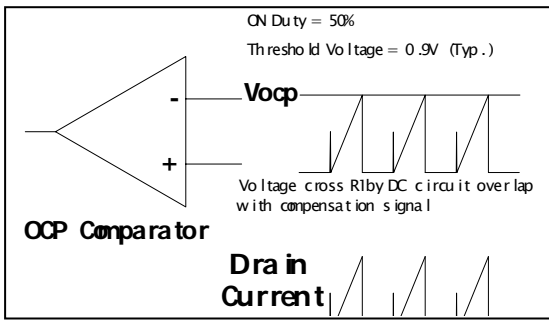 ON Duty = 50%
Threshold Voltage = 0.9V (Typ.)
-
Vocp
+
Voltage cross R1by DC circuit overlap
with compensation signal
OCP Comparator
Drain
Current